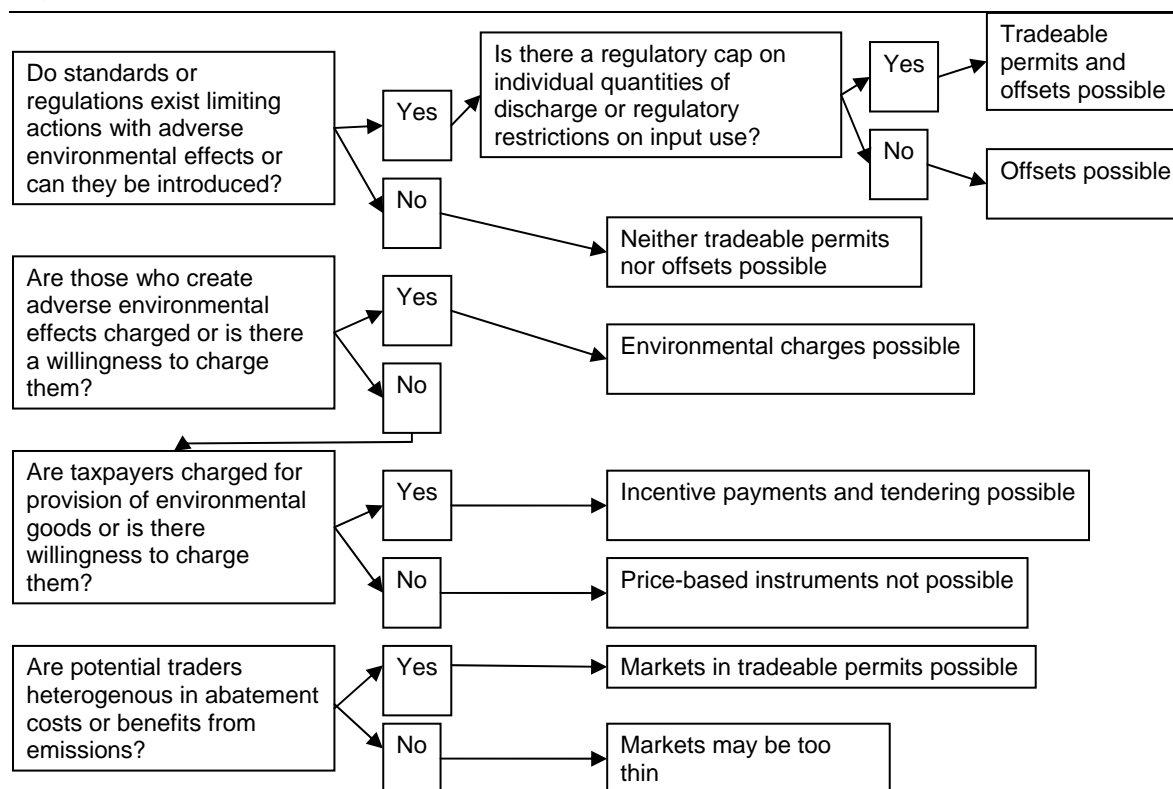 Do standards or
regulations exist limiting
actions with adverse
environmental effects or
can they be introduced?
Yes
No
Is there a regulatory cap on
individual quantities of
discharge or regulatory
restrictions on input use?
Yes
No
Tradeable
permits and
offsets possible
Offsets possible
Neither tradeable permits
nor offsets possible
Are those who create
adverse environmental
effects charged or is there
a willingness to charge
them?
Yes
No
Environmental charges possible
Are taxpayers charged for
provision of environmental
goods or is there
willingness to charge
them?
Yes
No
Incentive payments and tendering possible
Price-based instruments not possible
Are potential traders
heterogenous in abatement
costs or benefits from
emissions?
Yes
No
Markets in tradeable permits possible
Markets may be too
thin